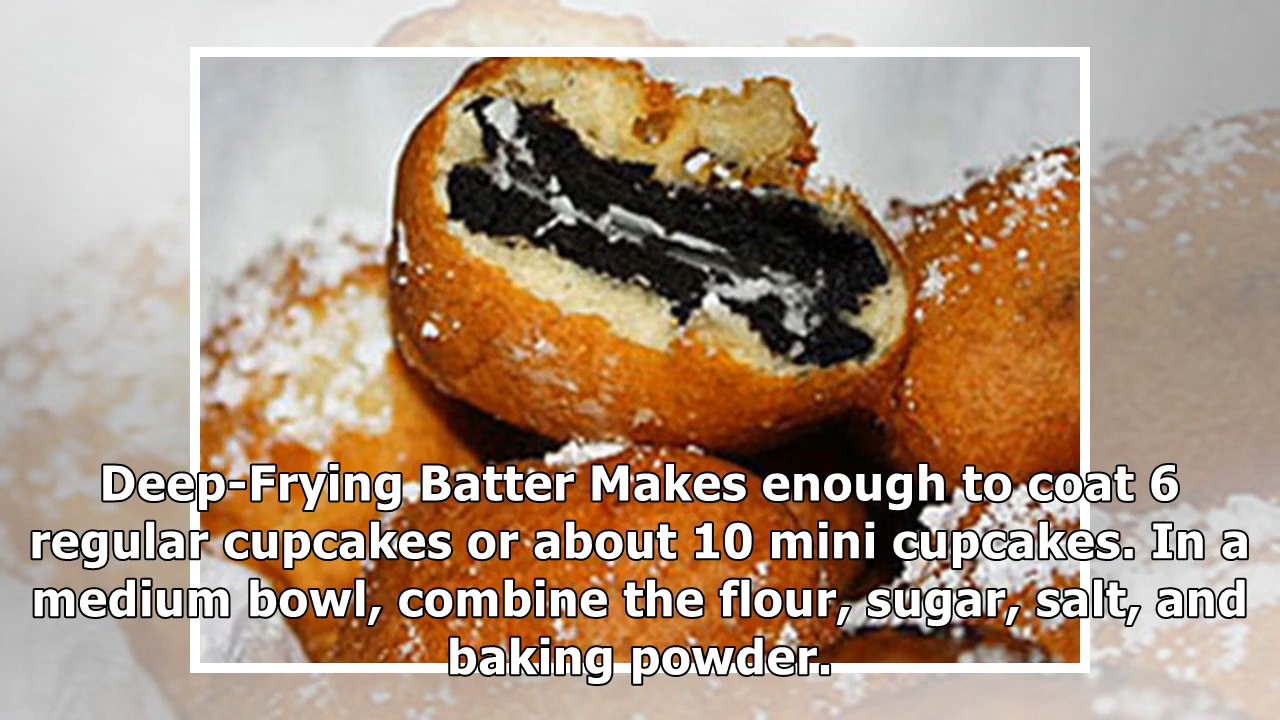 Deep-Frying Batter Makes enough to coat 6
regular cupcakes or about 10 mini cupcakes. In a
medium bowl, combine the flour, sugar, salt, and
baking powder.